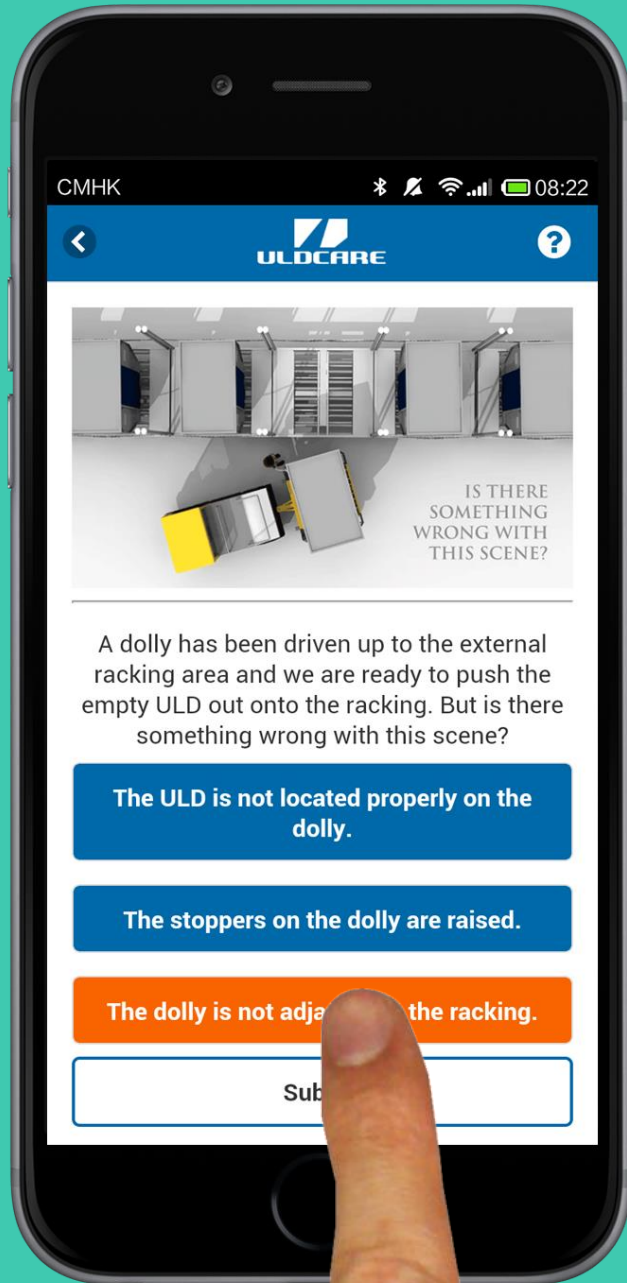 CMHK 08:22
ULDCARE
?
IS THERE
SOMETHING
WRONG WITH
THIS SCENE?
A dolly has been driven up to the external
racking area and we are ready to push the
empty ULD out onto the racking. But is there
something wrong with this scene?
The ULD is not located properly on the
dolly.
The stoppers on the dolly are raised.
The dolly is not the racking.